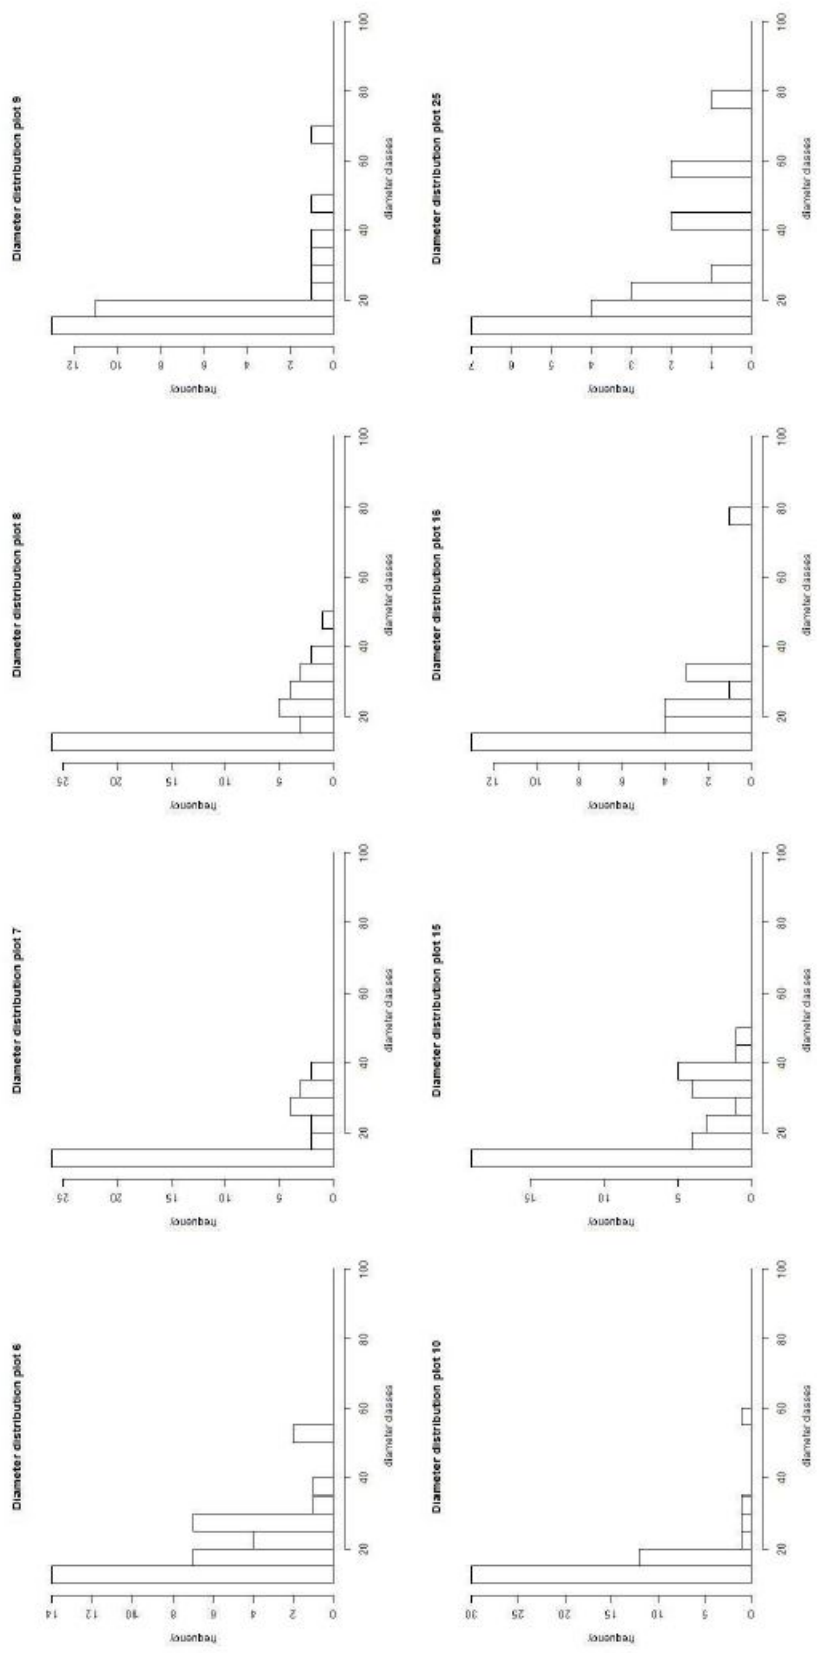 Diameter distribution plot 6
frequency
14
12
10
8
6
4
2
0
20 40 60 80 100
diameter classes
Diameter distribution plot 7
frequency
25
20
15
10
5
0
20 40 60 80 100
diameter classes
Diameter distribution plot 8
frequency
25
20
15
10
5
0
20 40 60 80 100
diameter classes
Diameter distribution plot 9
frequency
12
10
8
6
4
2
0
20 40 60 80 100
diameter classes
Diameter distribution plot 10
frequency
30
25
20
15
10
5
0
20 40 60 80 100
diameter classes
Diameter distribution plot 15
frequency
15
10
5
0
20 40 60 80 100
diameter classes
Diameter distribution plot 16
frequency
12
10
8
6
4
2
0
20 40 60 80 100
diameter classes
Diameter distribution plot 25
frequency
7
6
5
4
3
2
1
0
20 40 60 80 100
diameter classes